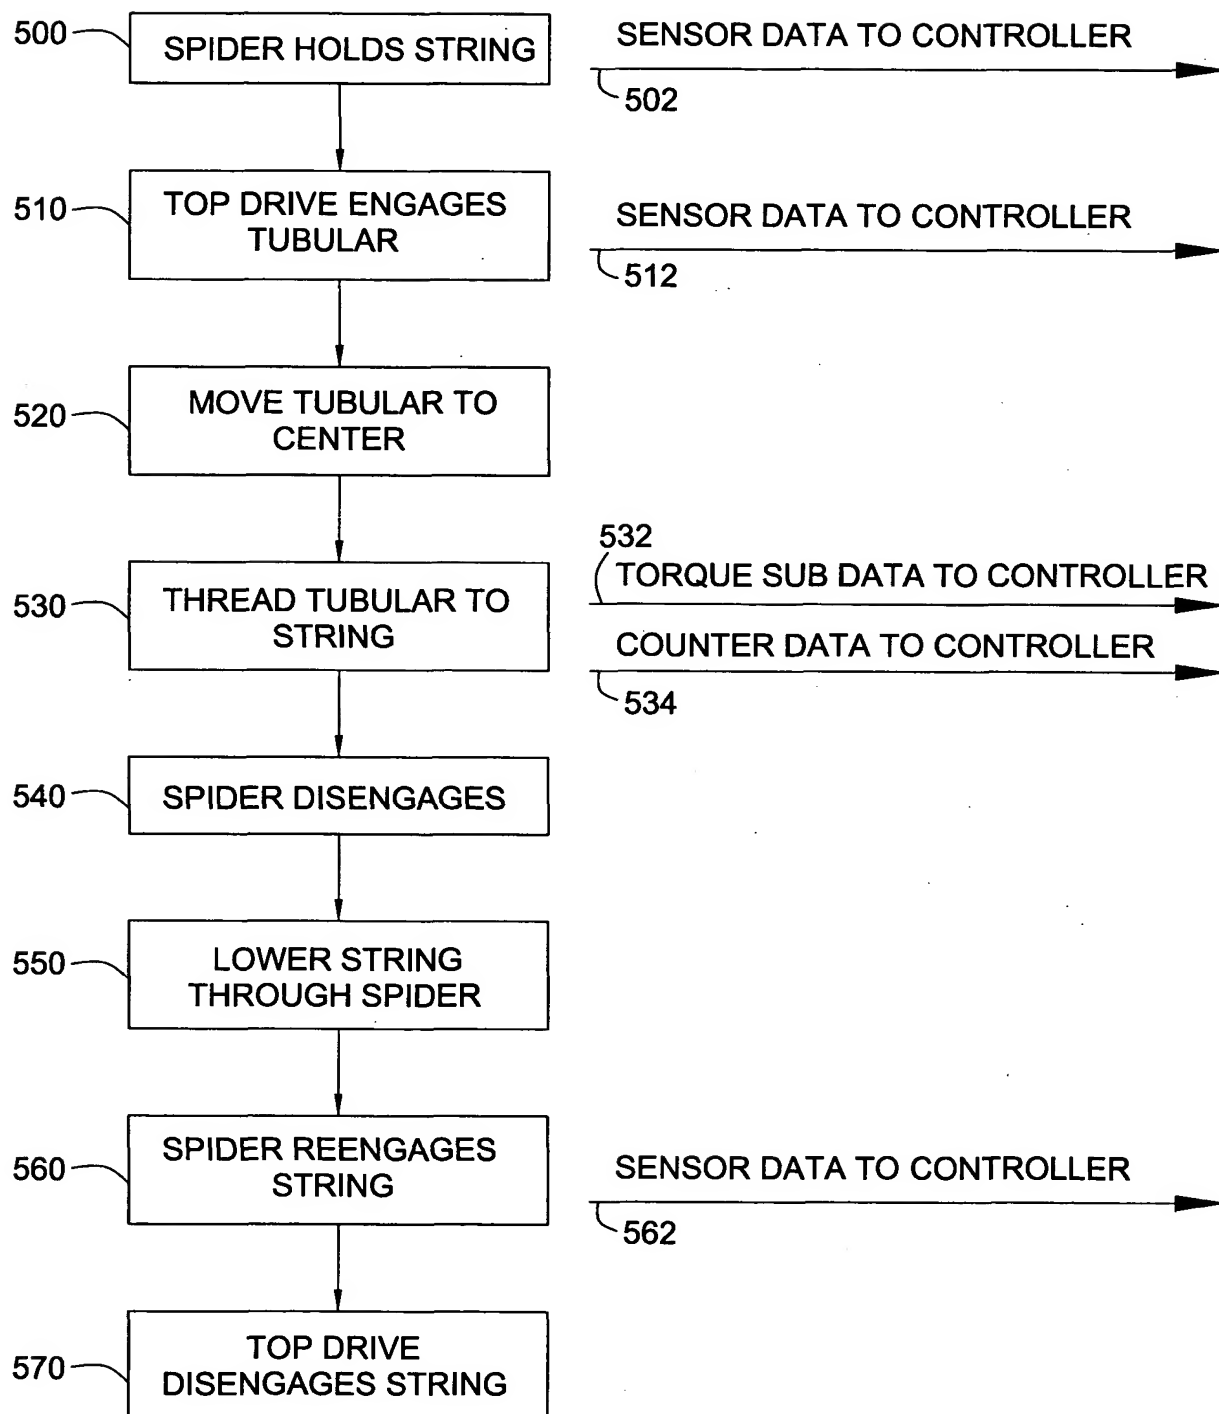 500
SPIDER HOLDS STRING
SENSOR DATA TO CONTROLLER
502
510
TOP DRIVE ENGAGES
TUBULAR
SENSOR DATA TO CONTROLLER
512
520
MOVE TUBULAR TO
CENTER
530
THREAD TUBULAR TO
STRING
532
TORQUE SUB DATA TO CONTROLLER
COUNTER DATA TO CONTROLLER
534
540
SPIDER DISENGAGES
550
LOWER STRING
THROUGH SPIDER
560
SPIDER REENGAGES
STRING
SENSOR DATA TO CONTROLLER
562
570
TOP DRIVE
DISENGAGES STRING